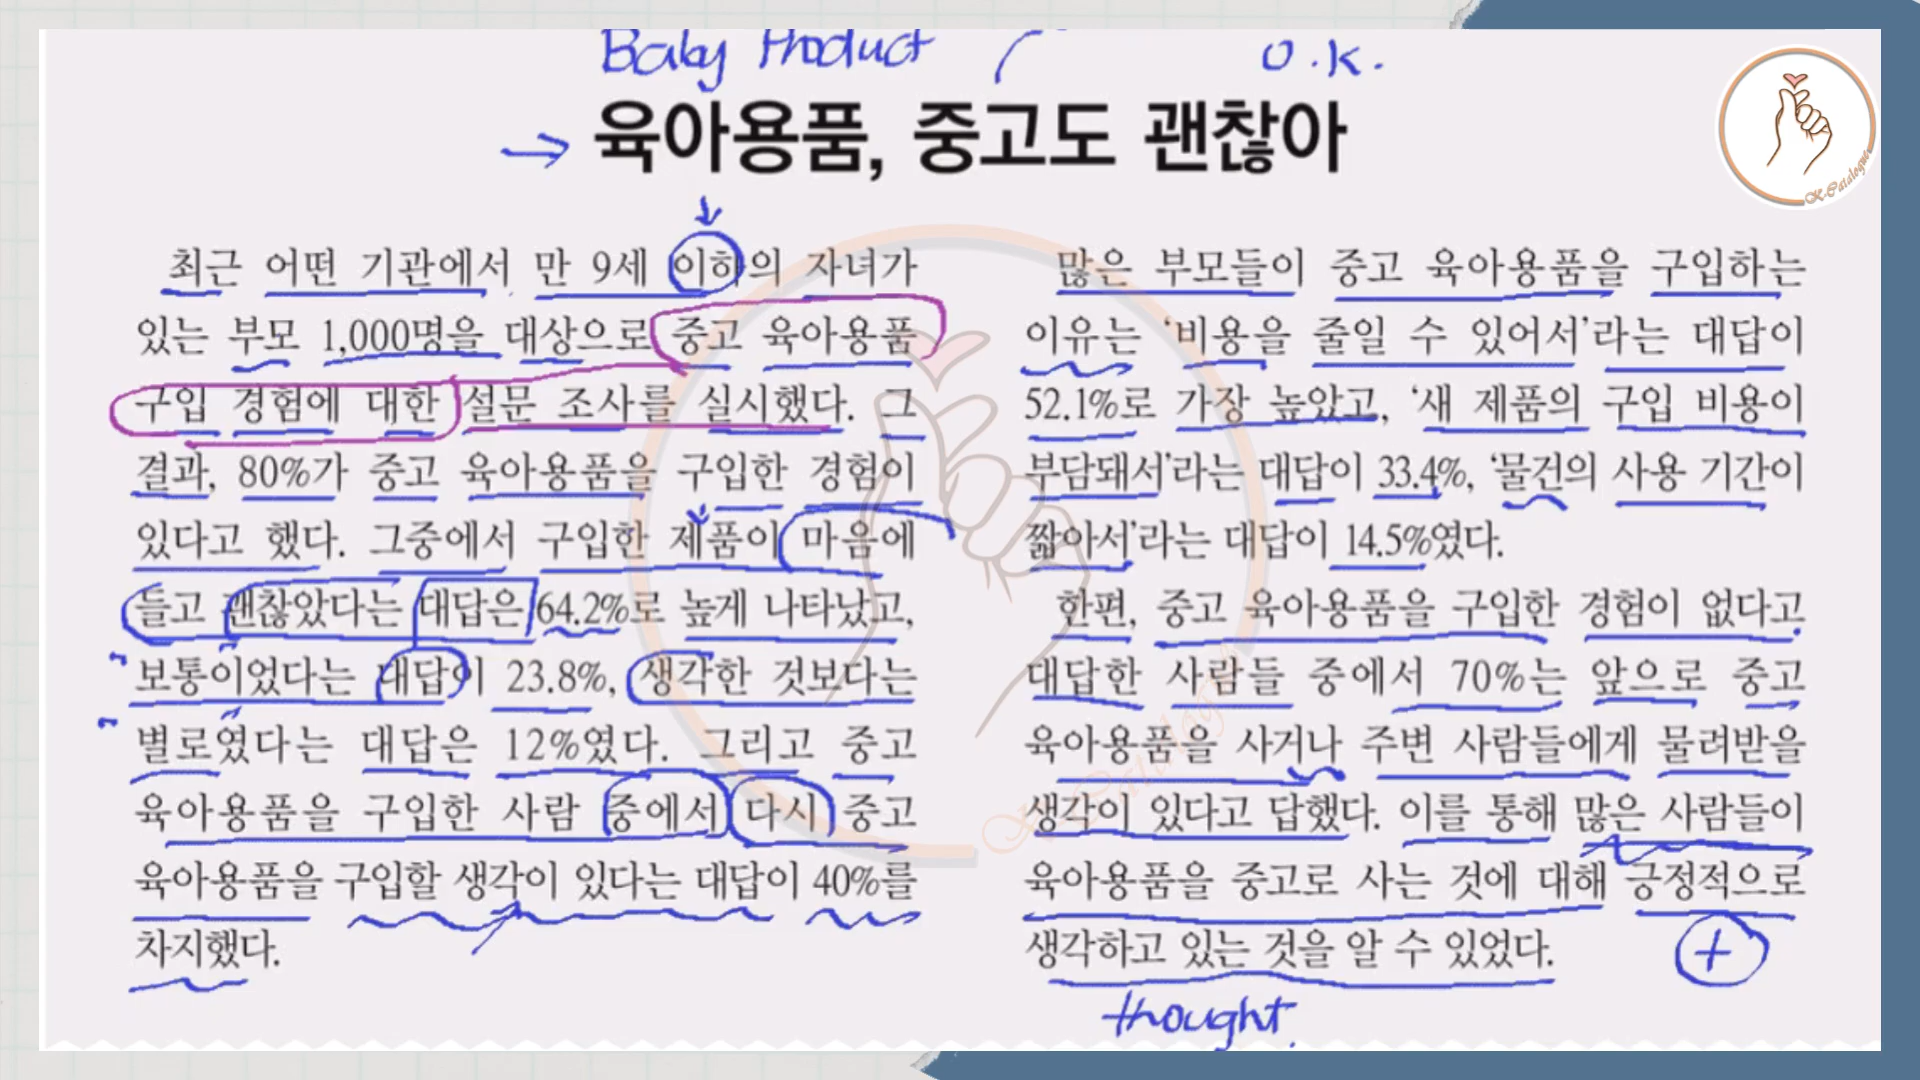 Baby Product
O.K.
육아용품, 중고도 괜찮아
최근 어떤 기관에서 만 9세 이하의 자녀가
있는 부모 1,000명을 대상으로 중고 육아용품
구입 경험에 대한 설문 조사를 실시했다. 그
결과, 80%가 중고 육아용품을 구입한 경험이
있다고 했다. 그중에서 구입한 제품이 마음에
들고 괜찮았다는 대답은 64.2%로 높게 나타났고,
보통이었다는 대답이 23.8%, 생각한 것보다는
별로였다는 대답은 12%였다. 그리고 중고
육아용품을 구입한 사람 중에서 다시 중고
육아용품을 구입할 생각이 있다는 대답이 40%를
차지했다.
많은 부모들이 중고 육아용품을 구입하는
이유는 ‘비용을 줄일 수 있어서’라는 대답이
52.1%로 가장 높았고, ‘새 제품의 구입 비용이
부담돼서’라는 대답이 33.4%, ‘물건의 사용 기간이
짧아서’라는 대답이 14.5%였다.
한편, 중고 육아용품을 구입한 경험이 없다고
대답한 사람들 중에서 70%는 앞으로 중고
육아용품을 사거나 주변 사람들에게 물려받을
생각이 있다고 답했다. 이를 통해 많은 사람들이
육아용품을 중고로 사는 것에 대해 긍정적으로
생각하고 있는 것을 알 수 있었다.
+
thought
K-Catalogue